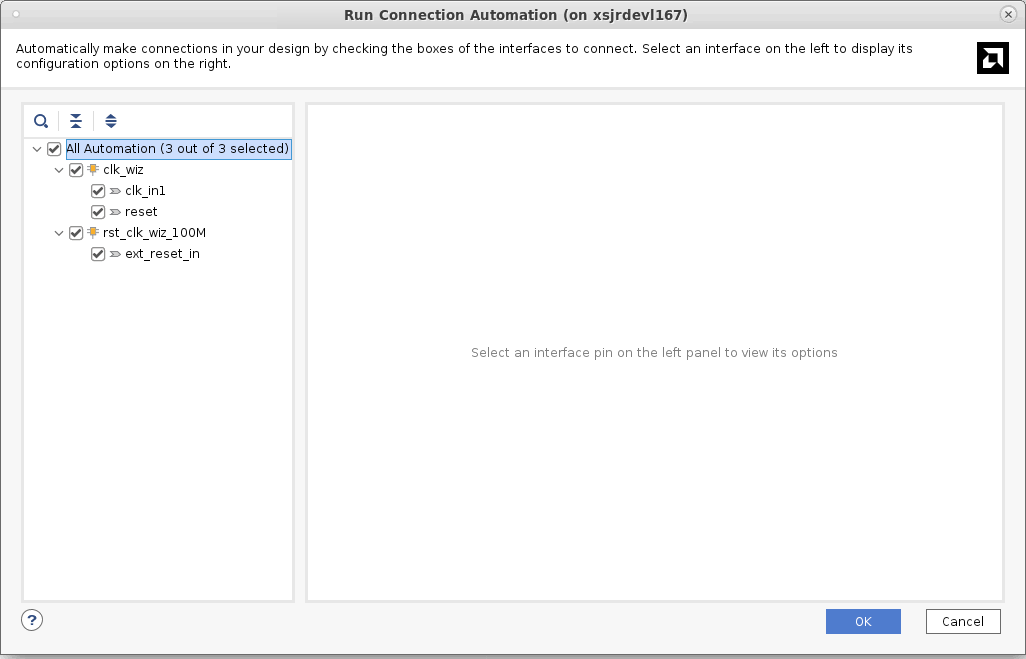 Run Connection Automation (on xsjrdevl167)
Automatically make connections in your design by checking the boxes of the interfaces to connect. Select an interface on the left to display its
configuration options on the right.
All Automation (3 out of 3 selected)
clk_wiz
clk_in1
reset
rst_clk_wiz_100M
ext_reset_in
Select an interface pin on the left panel to view its options
?
OK
Cancel